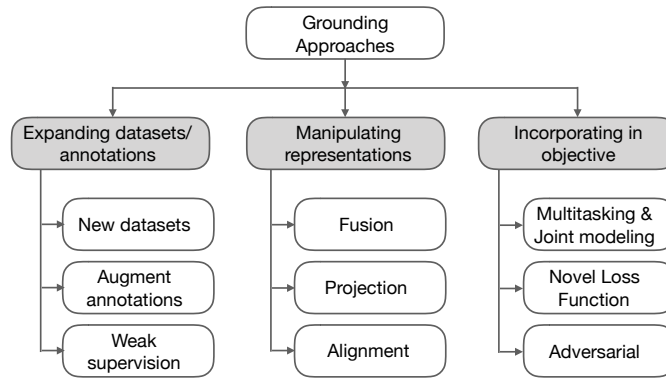 Grounding
Approaches
Expanding datasets/
annotations
New datasets
Augment
annotations
Weak
supervision
Manipulating
representations
Fusion
Projection
Alignment
Incorporating in
objective
Multitasking &
Joint modeling
Novel Loss
Function
Adversarial